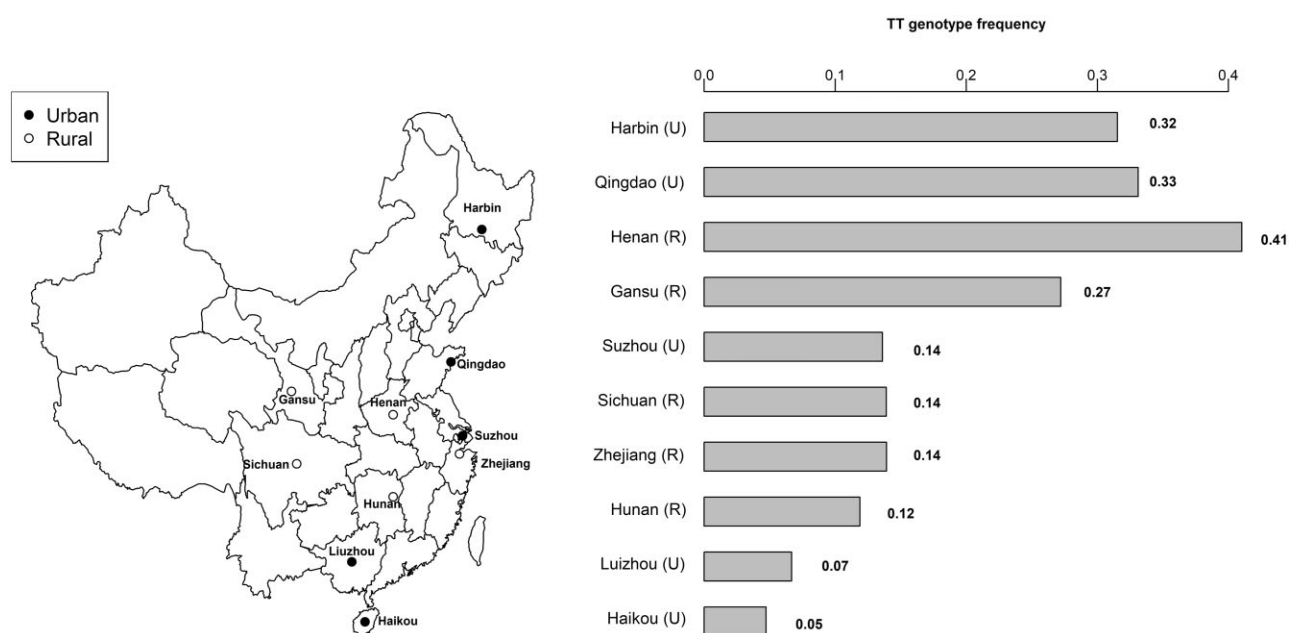 Urban
Rural
Harbin
Qingdao
Gansu
Henan
Suzhou
Sichuan
Zhejiang
Hunan
Liuzhou
Haikou
TT genotype frequency
0,0 0,1 0,2 0,3 0,4
Harbin (U) 0.32
Qingdao (U) 0.33
Henan (R) 0.41
Gansu (R) 0.27
Suzhou (U) 0.14
Sichuan (R) 0.14
Zhejiang (R) 0.14
Hunan (R) 0.12
Luizhou (U) 0.07
Haikou (U) 0.05